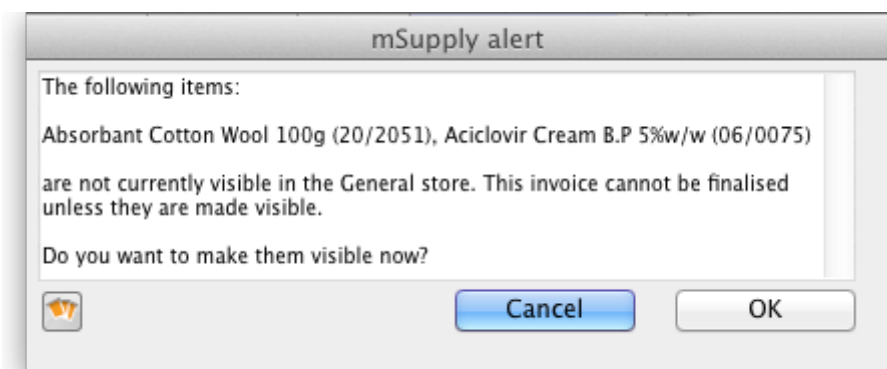 mSupply alert
The following items:
Absorbant Cotton Wool 100g (20/2051), Aciclovir Cream B.P 5%w/w (06/0075)
are not currently visible in the General store. This invoice cannot be finalised
unless they are made visible.
Do you want to make them visible now?
Cancel
OK